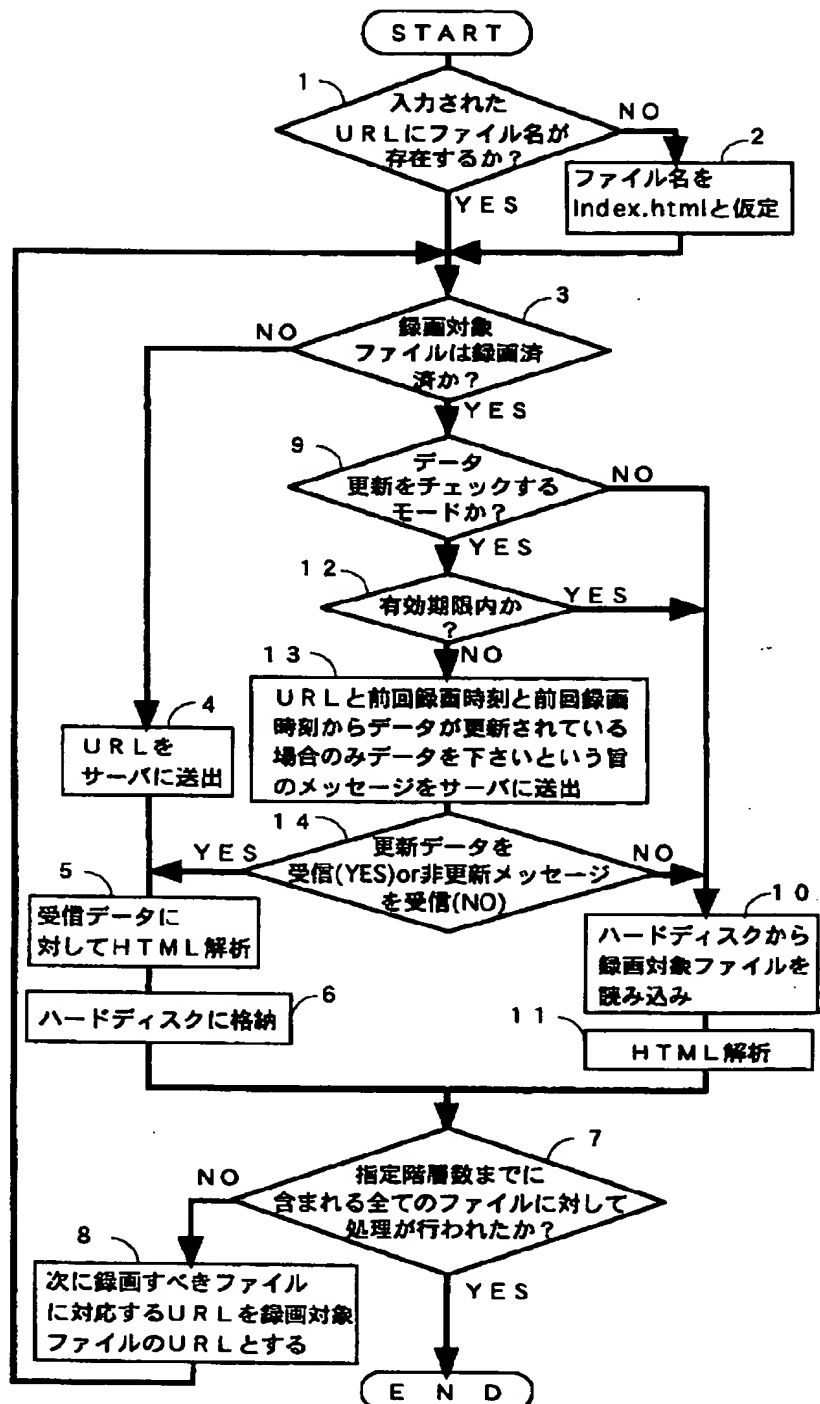 ＳＴＡＲＴ
１
入力された
ＵＲＬにファイル名が
存在するか？
ＮＯ
２
ファイル名を
Index.htmlと仮定
ＹＥＳ
３
ＮＯ
録画対象
ファイルは録画済
済か？
ＹＥＳ
９
データ
更新をチェックする
モードか？
ＮＯ
ＹＥＳ
１２
有効期限内か
？
ＹＥＳ
ＮＯ
１３
ＵＲＬと前回録画時刻と前回録画
時刻からデータが更新されている
場合のみデータを下さいという旨
のメッセージをサーバに送出
４
ＵＲＬを
サーバに送出
１４
ＹＥＳ
更新データを
受信(YES)or非更新メッセージ
を受信(NO)
ＮＯ
５
受信データに
対してＨＴＭＬ解析
１０
ハードディスクから
録画対象ファイルを
読み込み
６
ハードディスクに格納
１１
ＨＴＭＬ解析
７
ＮＯ
指定階層数までに
含まれる全てのファイルに対して
処理が行われたか？
８
次に録画すべきファイル
に対応するＵＲＬを録画対象
ファイルのＵＲＬとする
ＹＥＳ
ＥＮＤ